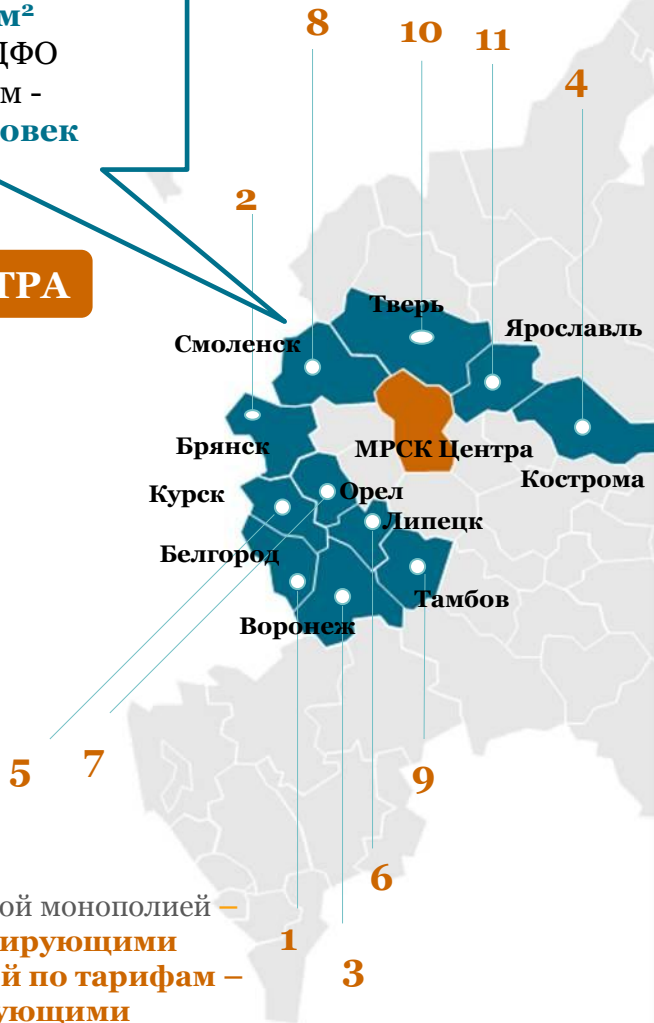 м²
ЦФО
м -
овек
8
10
11
4
2
ТРА
Тверь
Ярославль
Смоленск
Брянск
МРСК Центра
Кострома
Курск
Орел
Липецк
Белгород
Тамбов
Воронеж
5
7
9
6
ой монополией –
1
ирующими
3
й по тарифам –
ующими